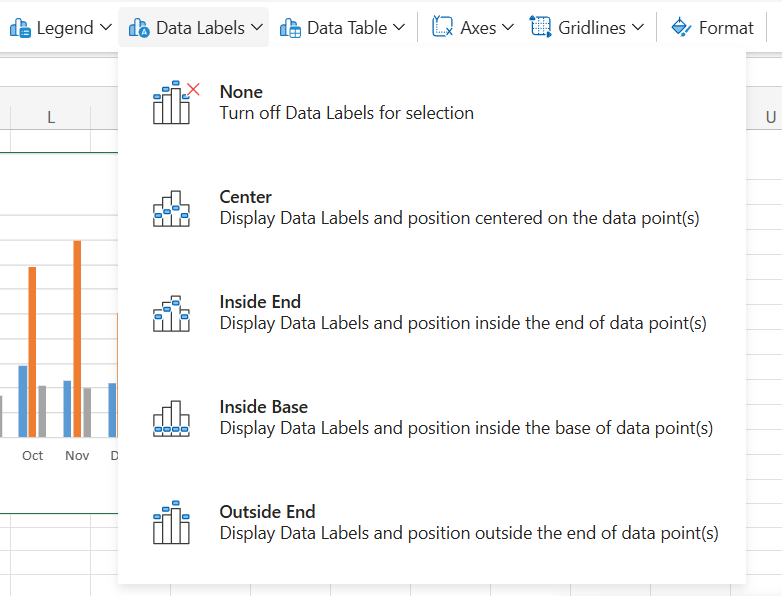 Legend Data Labels Data Table Axes Gridlines Format
None
Turn off Data Labels for selection
L U
Center
Display Data Labels and position centered on the data point(s)
Inside End
Display Data Labels and position inside the end of data point(s)
Inside Base
Display Data Labels and position inside the base of data point(s)
Oct Nov D
Outside End
Display Data Labels and position outside the end of data point(s)